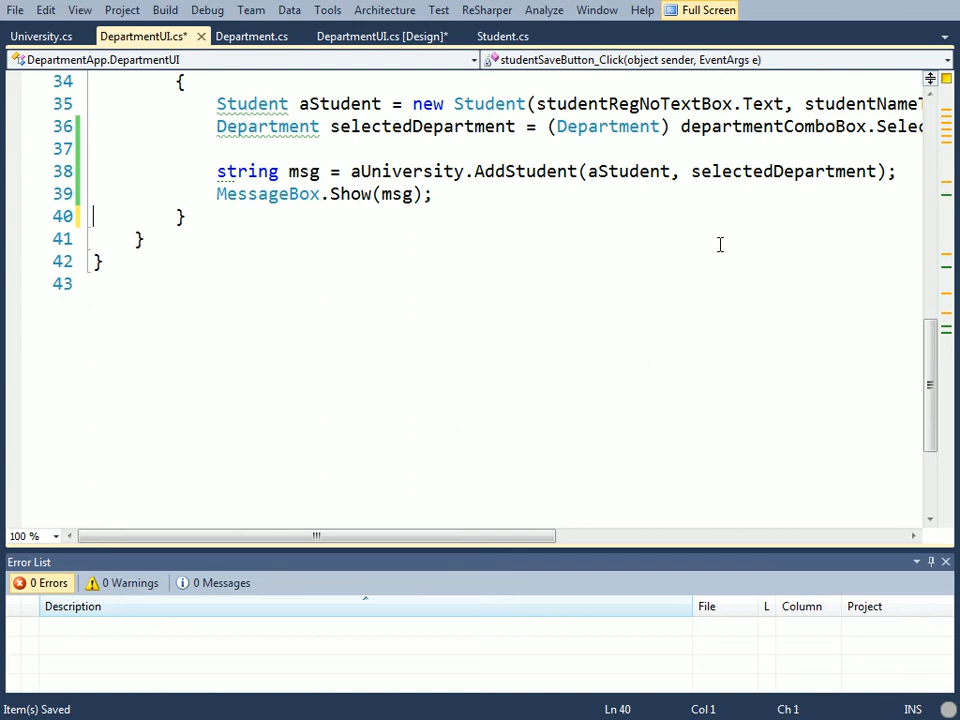 File Edit View Project Build Debug Team Data Tools Architecture Test ReSharper Analyze Window Help Full Screen
University.cs DepartmentUI.cs* Department.cs DepartmentUI.cs [Design]* Student.cs
DepartmentApp.DepartmentUI studentSaveButton_Click(object sender, EventArgs e)
34 {
35 Student aStudent = new Student(studentRegNoTextBox.Text, studentNameT
36 Department selectedDepartment = (Department) departmentComboBox.Selec
37
38 string msg = aUniversity.AddStudent(aStudent, selectedDepartment);
39 MessageBox.Show(msg);
40 }
41 }
42 }
43
100 %
Error List
0 Errors 0 Warnings 0 Messages
Description File L Column Project
Item(s) Saved Ln 40 Col 1 Ch 1 INS